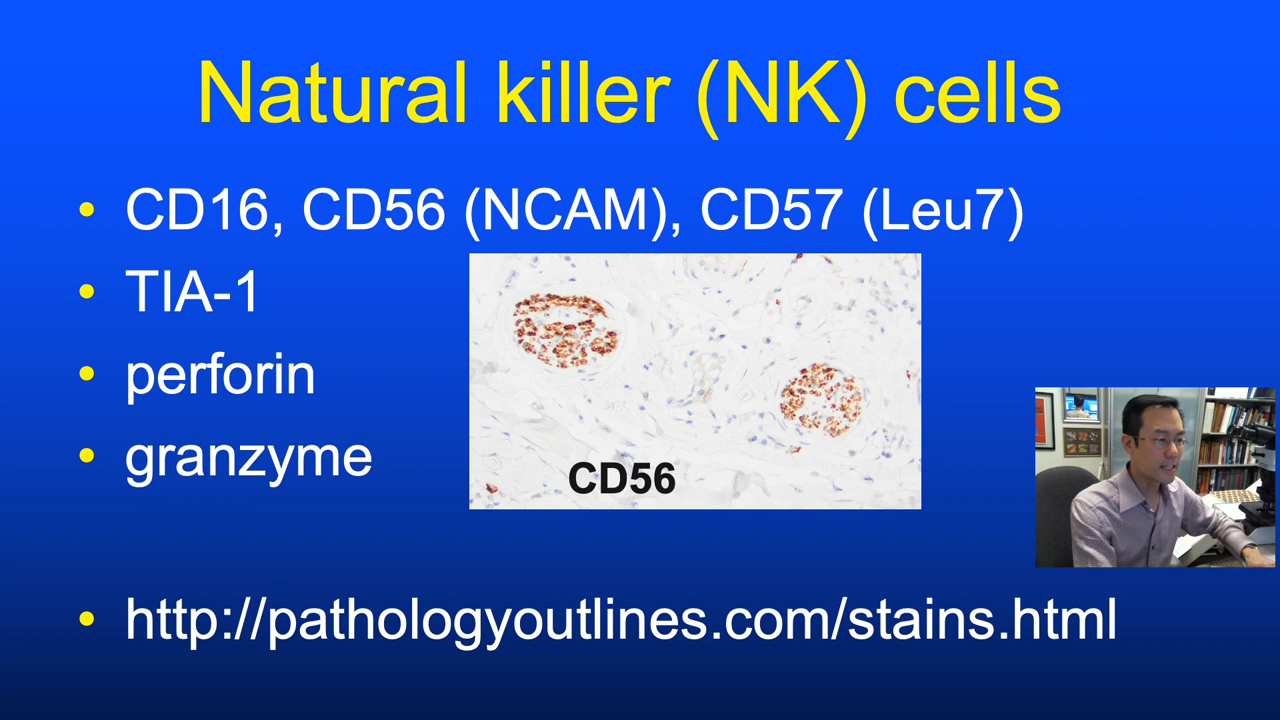 Natural killer (NK) cells
• CD16, CD56 (NCAM), CD57 (Leu7)
• TIA-1
• perforin
• granzyme
CD56
• http://pathologyoutlines.com/stains.html